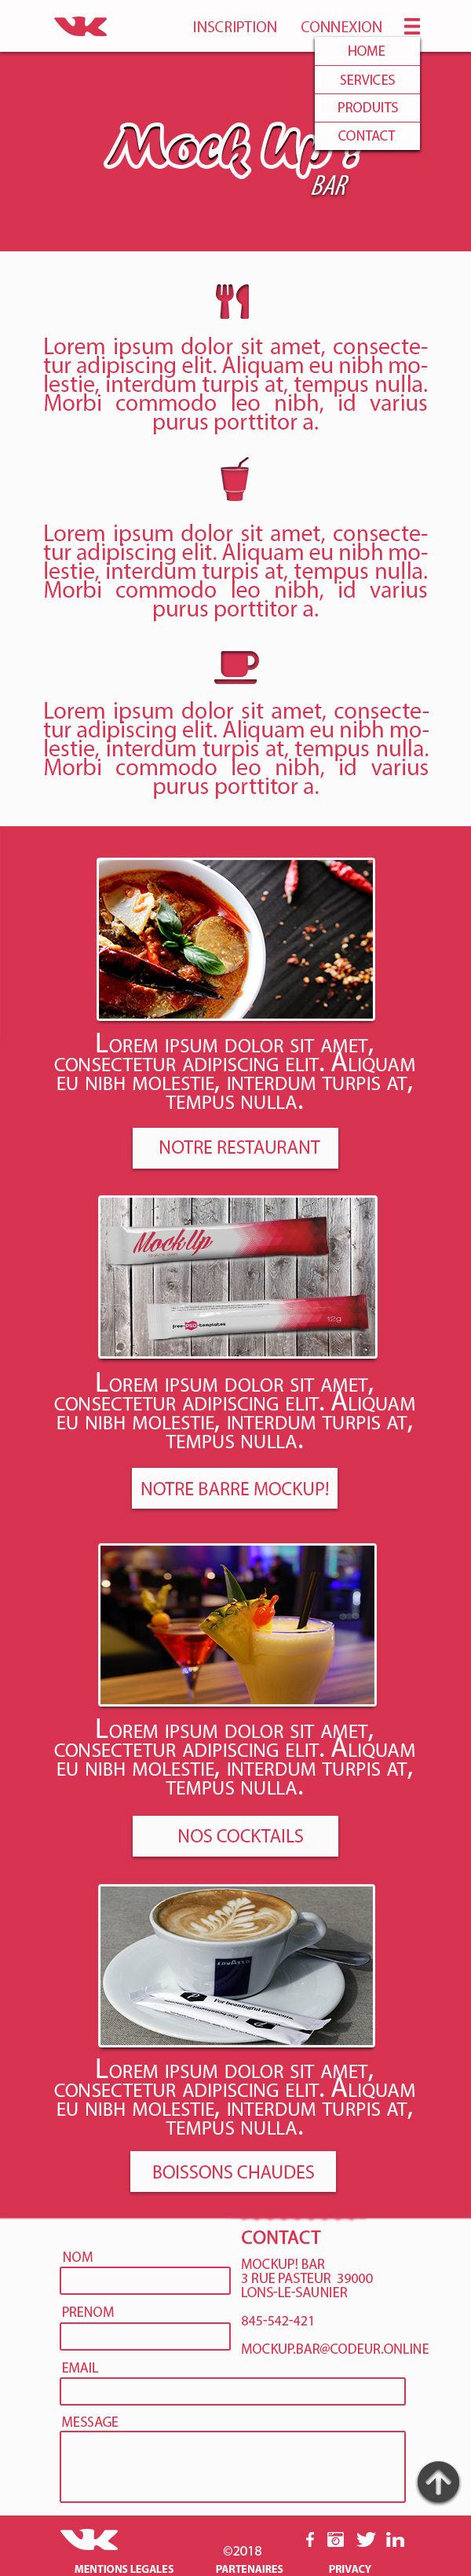 INSCRIPTION CONNEXION
HOME
SERVICES
PRODUITS
CONTACT
Mock Up !
BAR
Lorem ipsum dolor sit amet, consecte-
tur adipiscing elit. Aliquam eu nibh mo-
lestie, interdum turpis at, tempus nulla.
Morbi commodo leo nibh, id varius
purus porttitor a.
Lorem ipsum dolor sit amet, consecte-
tur adipiscing elit. Aliquam eu nibh mo-
lestie, interdum turpis at, tempus nulla.
Morbi commodo leo nibh, id varius
purus porttitor a.
Lorem ipsum dolor sit amet, consecte-
tur adipiscing elit. Aliquam eu nibh mo-
lestie, interdum turpis at, tempus nulla.
Morbi commodo leo nibh, id varius
purus porttitor a.
Lorem ipsum dolor sit amet,
consectetur adipiscing elit. Aliquam
eu nibh molestie, interdum turpis at,
tempus nulla.
NOTRE RESTAURANT
MockUp
SNACK BAR
free-PSD-templates
12g
Lorem ipsum dolor sit amet,
consectetur adipiscing elit. Aliquam
eu nibh molestie, interdum turpis at,
tempus nulla.
NOTRE BARRE MOCKUP!
Lorem ipsum dolor sit amet,
consectetur adipiscing elit. Aliquam
eu nibh molestie, interdum turpis at,
tempus nulla.
NOS COCKTAILS
LAVAZZA
For beautiful moments.
Lorem ipsum dolor sit amet,
consectetur adipiscing elit. Aliquam
eu nibh molestie, interdum turpis at,
tempus nulla.
BOISSONS CHAUDES
CONTACT
MOCKUP! BAR
3 RUE PASTEUR 39000
LONS-LE-SAUNIER
845-542-421
MOCKUP.BAR@CODEUR.ONLINE
NOM
PRENOM
EMAIL
MESSAGE
©2018
MENTIONS LEGALES PARTENAIRES PRIVACY